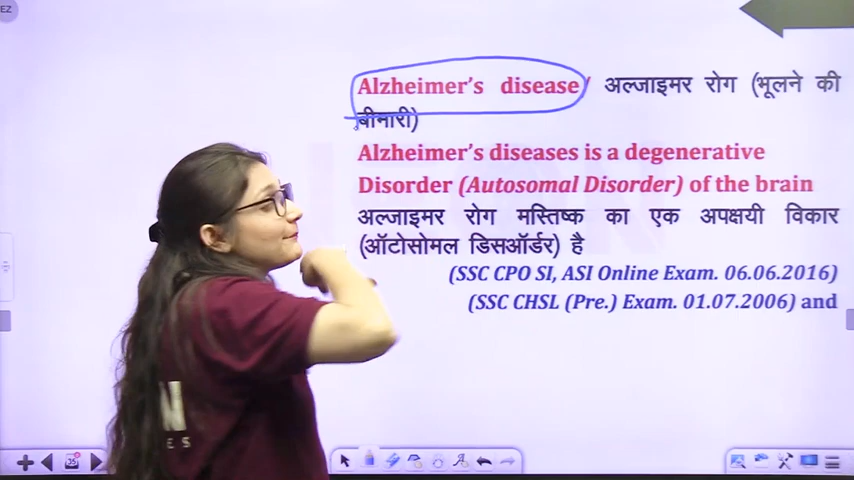 EZ
Alzheimer's disease/ अल्जाइमर रोग (भूलने की
बीमारी)
Alzheimer's diseases is a degenerative
Disorder (Autosomal Disorder) of the brain
अल्जाइमर रोग मस्तिष्क का एक अपक्षयी विकार
(ऑटोसोमल डिसऑर्डर) है
(SSC CPO SI, ASI Online Exam. 06.06.2016)
(SSC CHSL (Pre.) Exam. 01.07.2006) and
N
ES